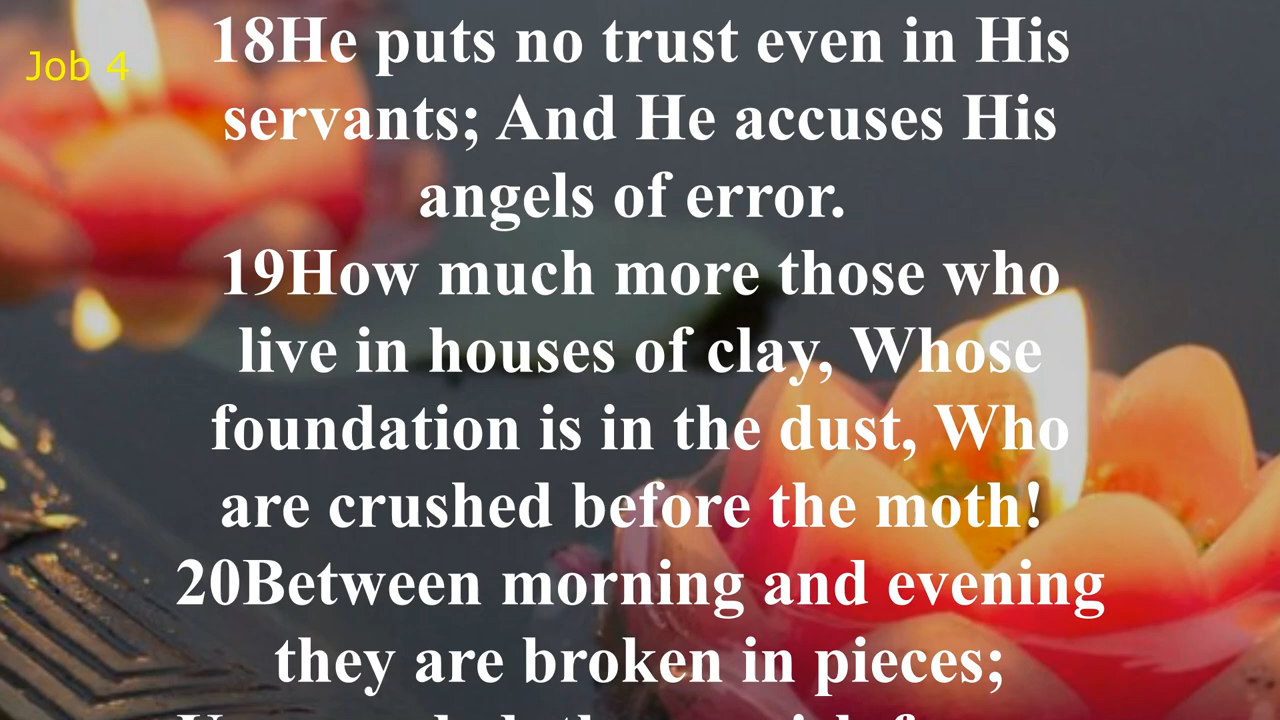 Job 4
18He puts no trust even in His
servants; And He accuses His
angels of error.
19How much more those who
live in houses of clay, Whose
foundation is in the dust, Who
are crushed before the moth!
20Between morning and evening
they are broken in pieces;